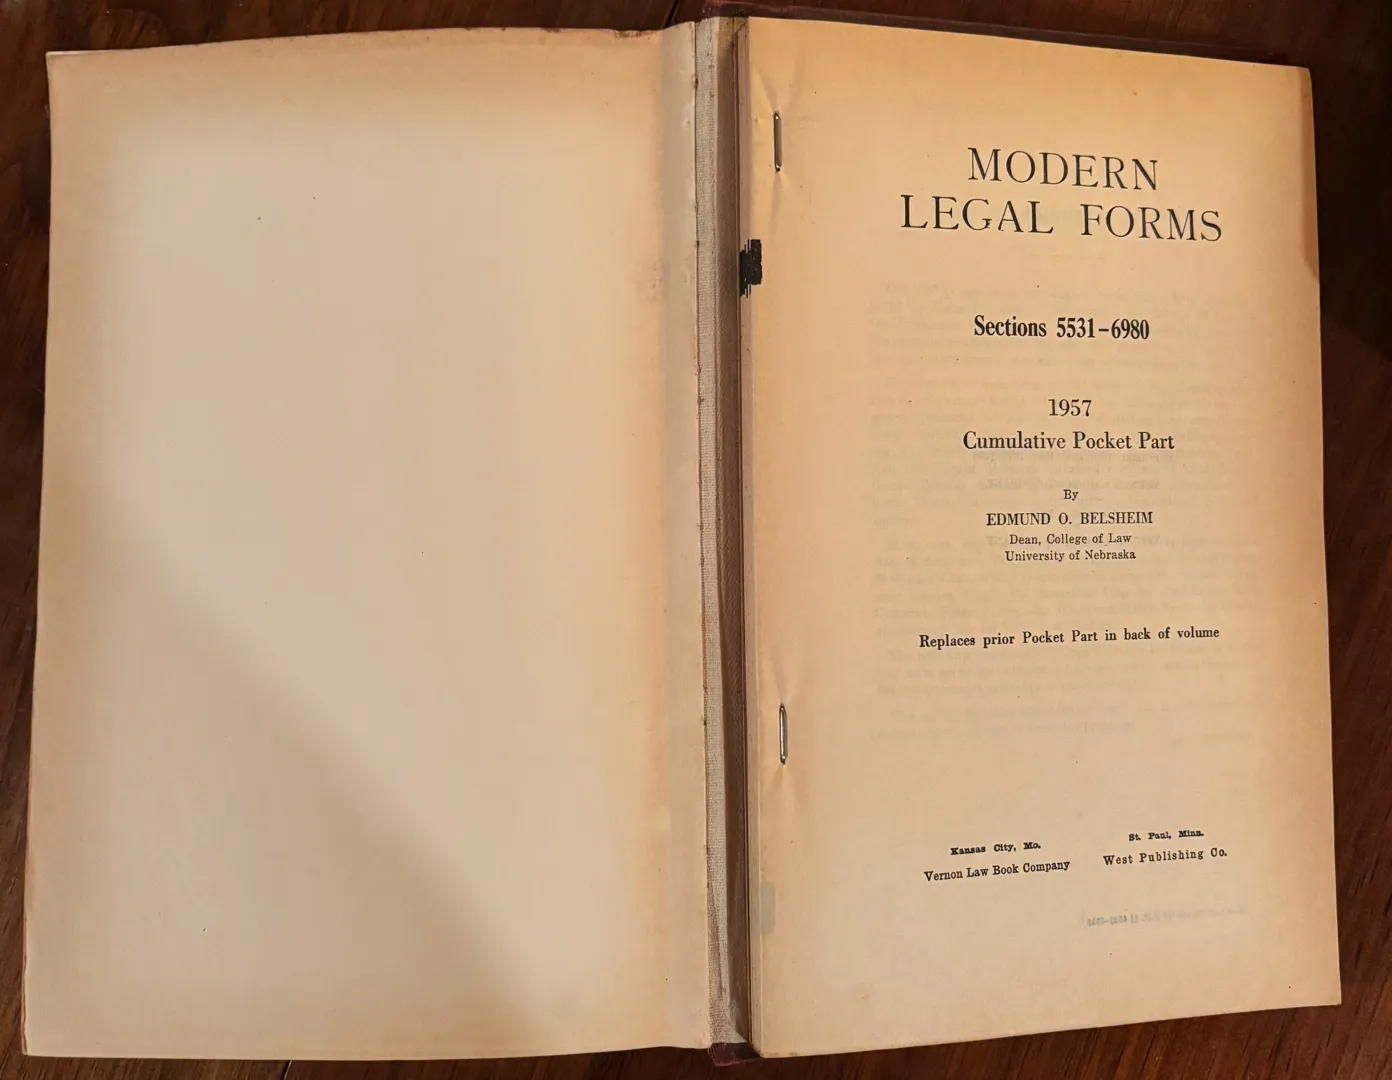 MODERN
LEGAL FORMS
Sections 5531-6980
1957
Cumulative Pocket Part
By
EDMUND O. BELSHEIM
Dean, College of Law
University of Nebraska
Replaces prior Pocket Part in back of volume
Kansas City, Mo.
Vernon Law Book Company
St. Paul, Minn.
West Publishing Co.